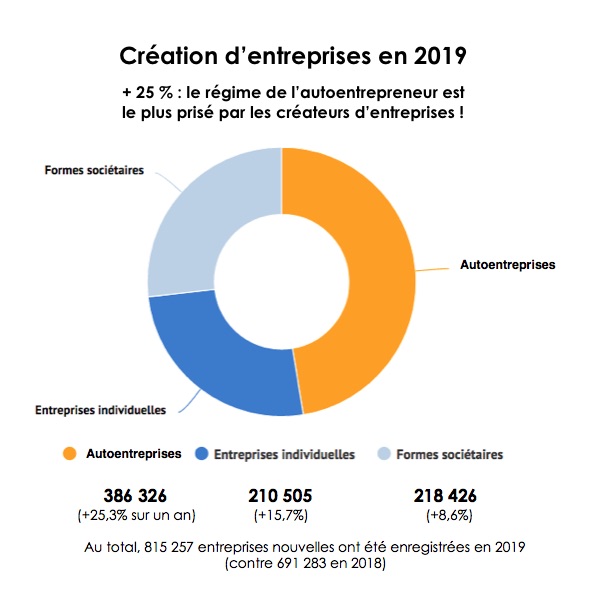 Création d’entreprises en 2019
+ 25 % : le régime de l’autoentrepreneur est
le plus prisé par les créateurs d’entreprises !
Formes sociétaires
Autoentreprises
Entreprises individuelles
Autoentreprises Entreprises individuelles Formes sociétaires
386 326 210 505 218 426
(+25,3% sur un an) (+15,7%) (+8,6%)
Au total, 815 257 entreprises nouvelles ont été enregistrées en 2019
(contre 691 283 en 2018)